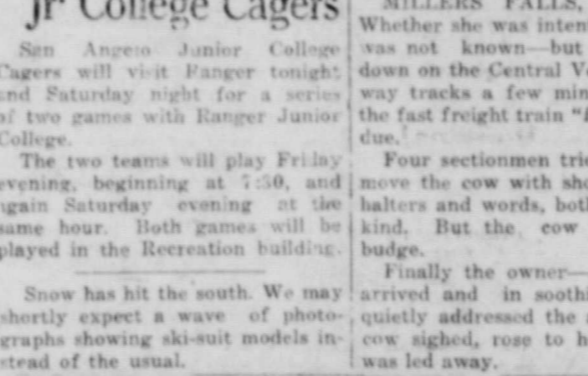 Jr College Cagers
San Angelo Junior College
Cagers will visit Ranger tonight
and Saturday night for a series
of two games with Ranger Junior
College.
The two teams will play Friday
evening, beginning at 7:30, and
again Saturday evening at the
same hour. Both games will be
played in the Recreation building.
Snow has hit the south. We may
shortly expect a wave of photo-
graphs showing ski-suit models in-
stead of the usual.
MILLERS FALLS,
Whether she was inten
was not known—but
down on the Central Ve
way tracks a few min
the fast freight train
due.
Four sectionmen trie
move the cow with sho
halters and words, both
kind. But the cow
budge.
Finally the owner—
arrived and in soothi
quietly addressed the
cow sighed, rose to h
was led away.